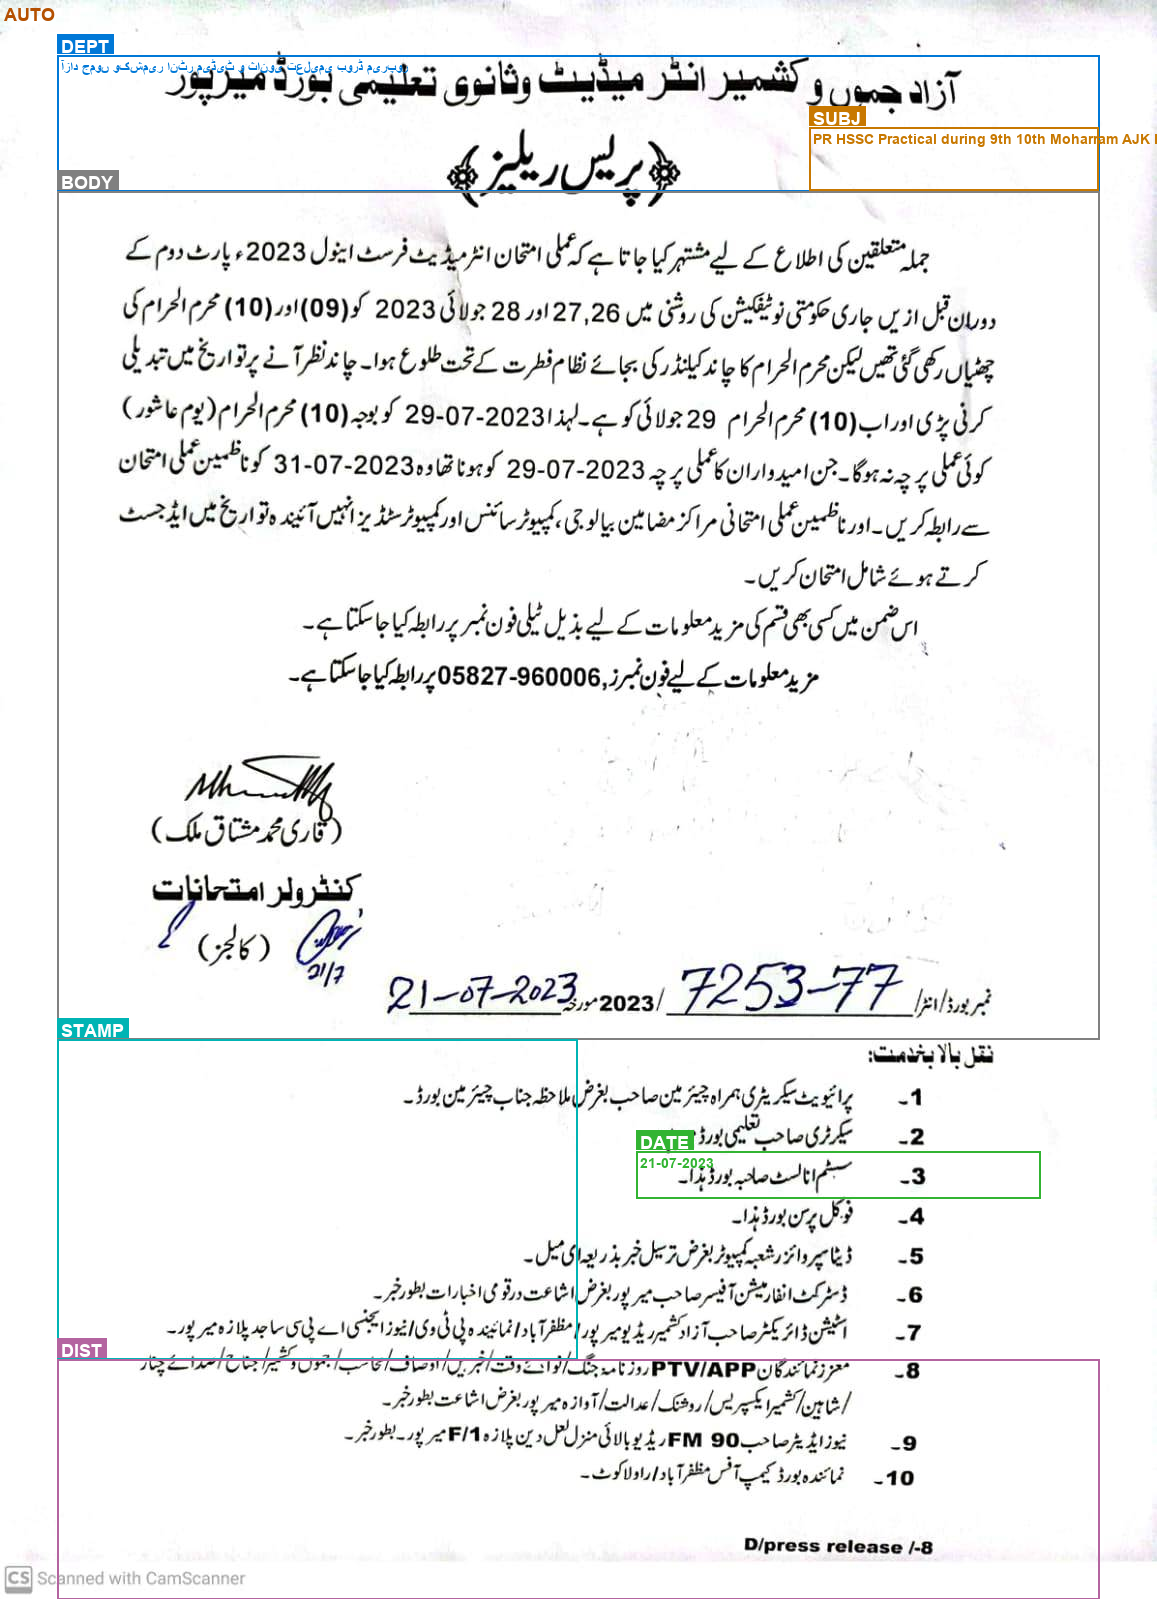 AUTO
DEPT
آزاد جموں و کشمیر انٹر میڈیٹ و ثانوی تعلیمی بورڈ میرپور
آزاد جموں و کشمیر انٹر میڈیٹ وثانوی تعلیمی بورڈ میرپور
SUBJ
PR HSSC Practical during 9th 10th Moharram AJK
پریس ریلیز
BODY
جملہ متعلقین کی اطلاع کے لیے مشتہر کیا جاتا ہے کہ عملی امتحان انٹرمیڈیٹ فرسٹ اینول 2023ء پارٹ دوم کے
دوران قبل ازیں جاری حکومتی نوٹیفکیشن کی روشنی میں 27,26 اور 28 جولائی 2023 کو (09) اور (10) محرم الحرام کی
چھٹیاں رکھی گئی تھیں لیکن محرم الحرام کا چاند کیلنڈر کی بجائے نظام فطرت کے تحت طلوع ہوا۔ چاند نظر آنے پر تواریخ میں تبدیلی
کرنی پڑی اور اب (10) محرم الحرام 29 جولائی کو ہے۔ لہذا 29-07-2023 کو بوجہ (10) محرم الحرام (یوم عاشور)
کوئی عملی پرچہ نہ ہوگا۔ جن امیدواران کا عملی پرچہ 29-07-2023 کو ہونا تھا وہ 31-07-2023 کو ناظمین عملی امتحان
سے رابطہ کریں۔ اور ناظمین عملی امتحانی مراکز مضامین بیالوجی، کمپیوٹر سائنس اور کمپیوٹر سٹڈیز انہیں آئیندہ تواریخ میں ایڈجسٹ
کرتے ہوئے شامل امتحان کریں۔
اس ضمن میں کسی بھی قسم کی مزید معلومات کے لیے بذیل ٹیلی فون نمبر پر رابطہ کیا جا سکتا ہے۔
مزید معلومات کے لیے فون نمبرز, 05827-960006 پر رابطہ کیا جا سکتا ہے۔
(قاری محمد مشتاق ملک)
کنٹرولر امتحانات
(کالجز)
21/7
نمبر بورڈ/انٹر/ 7253-77 /2023 مورخہ 21-07-2023
STAMP
نقل بالا بخدمت:
1۔ پرائیویٹ سیکریٹری ہمراہ چیئرمین صاحب بغرض ملاحظہ جناب چیئرمین بورڈ۔
2۔ سیکرٹری صاحب تعلیمی بورڈ
DATE
21-07-2023
3۔ سسٹم انالسٹ صاحبہ بورڈ ہذا۔
4۔ فوکل پرسن بورڈ ہذا۔
5۔ ڈیٹا سپروائزر شعبہ کمپیوٹر بغرض ترسیل خبر بذریعہ ای میل۔
6۔ ڈسٹرکٹ انفارمیشن آفیسر صاحب میرپور بغرض اشاعت در قومی اخبارات بطور خبر۔
7۔ اسٹیشن ڈائریکٹر صاحب آزاد کشمیر ریڈیو میرپور/مظفرآباد/نمائیندہ پی ٹی وی/نیوز ایجنسی اے پی پی ساجد پلازہ میرپور۔
DIST
8۔ معزز نمائندگان PTV/APP روزنامہ جنگ/نوائے وقت/خبریں/اوصاف/محاسب/جموں و کشمیر/جناح/صدائے چنار
/شاہین/کشمیر ایکسپریس/روشنک/عدالت/آوازہ میرپور بغرض اشاعت بطور خبر۔
9۔ نیوز ایڈیٹر صاحب FM 90 ریڈیو بالائی منزل لعل دین پلازہ F/1 میرپور۔ بطور خبر۔
10۔ نمائندہ بورڈ کیمپ آفس مظفرآباد/راولاکوٹ۔
D/press release /-8
CS Scanned with CamScanner